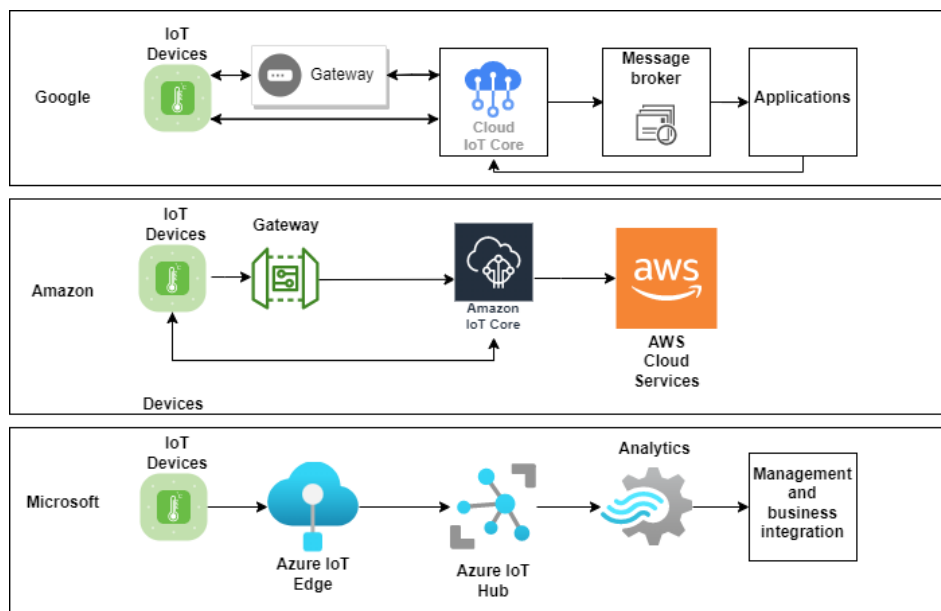 IoT
Devices
Google
Gateway
Cloud
IoT Core
Message
broker
Applications
IoT
Devices
Amazon
Gateway
Amazon
IoT Core
aws
AWS
Cloud
Services
Devices
IoT
Devices
Microsoft
Azure IoT
Edge
Azure IoT
Hub
Analytics
Management
and
business
integration